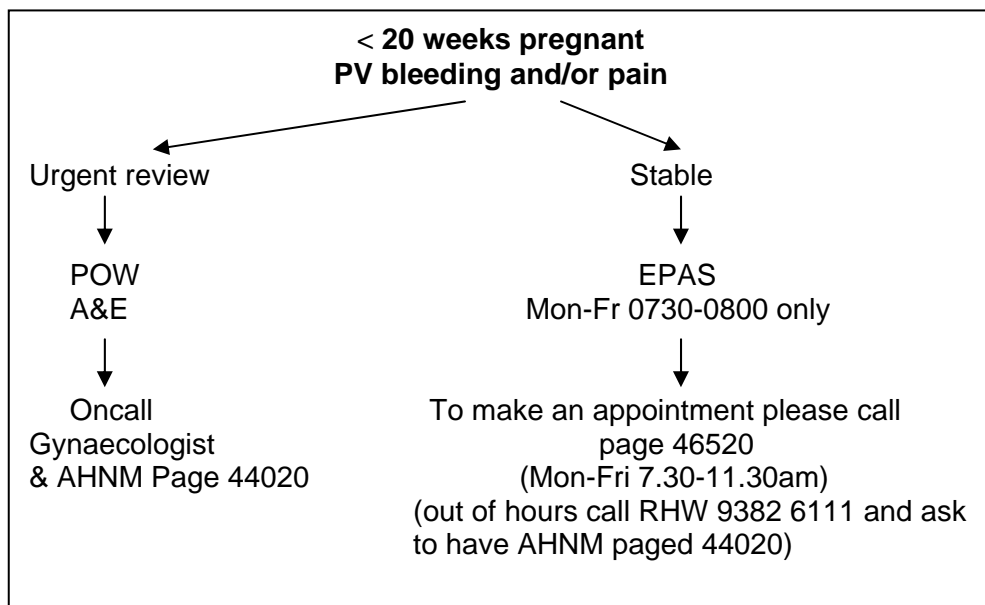 < 20 weeks pregnant
PV bleeding and/or pain
Urgent review
POW
A&E
Oncall
Gynaecologist
& AHNM Page 44020
Stable
EPAS
Mon-Fr 0730-0800 only
To make an appointment please call
page 46520
(Mon-Fri 7.30-11.30am)
(out of hours call RHW 9382 6111 and ask
to have AHNM paged 44020)